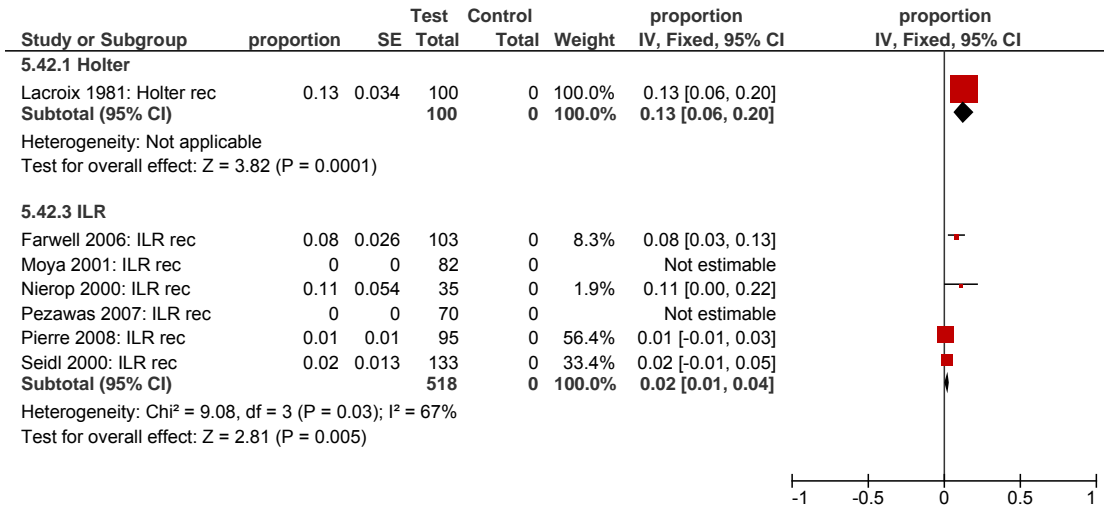 Test Control proportion proportion
Study or Subgroup proportion SE Total Total Weight IV, Fixed, 95% CI IV, Fixed, 95% CI
5.42.1 Holter
Lacroix 1981: Holter rec 0.13 0.034 100 0 100.0% 0.13 [0.06, 0.20]
Subtotal (95% CI) 100 0 100.0% 0.13 [0.06, 0.20]
Heterogeneity: Not applicable
Test for overall effect: Z = 3.82 (P = 0.0001)
5.42.3 ILR
Farwell 2006: ILR rec 0.08 0.026 103 0 8.3% 0.08 [0.03, 0.13]
Moya 2001: ILR rec 0 0 82 0 Not estimable
Nierop 2000: ILR rec 0.11 0.054 35 0 1.9% 0.11 [0.00, 0.22]
Pezawas 2007: ILR rec 0 0 70 0 Not estimable
Pierre 2008: ILR rec 0.01 0.01 95 0 56.4% 0.01 [-0.01, 0.03]
Seidl 2000: ILR rec 0.02 0.013 133 0 33.4% 0.02 [-0.01, 0.05]
Subtotal (95% CI) 518 0 100.0% 0.02 [0.01, 0.04]
Heterogeneity: Chi² = 9.08, df = 3 (P = 0.03); I² = 67%
Test for overall effect: Z = 2.81 (P = 0.005)
-1 -0.5 0 0.5 1